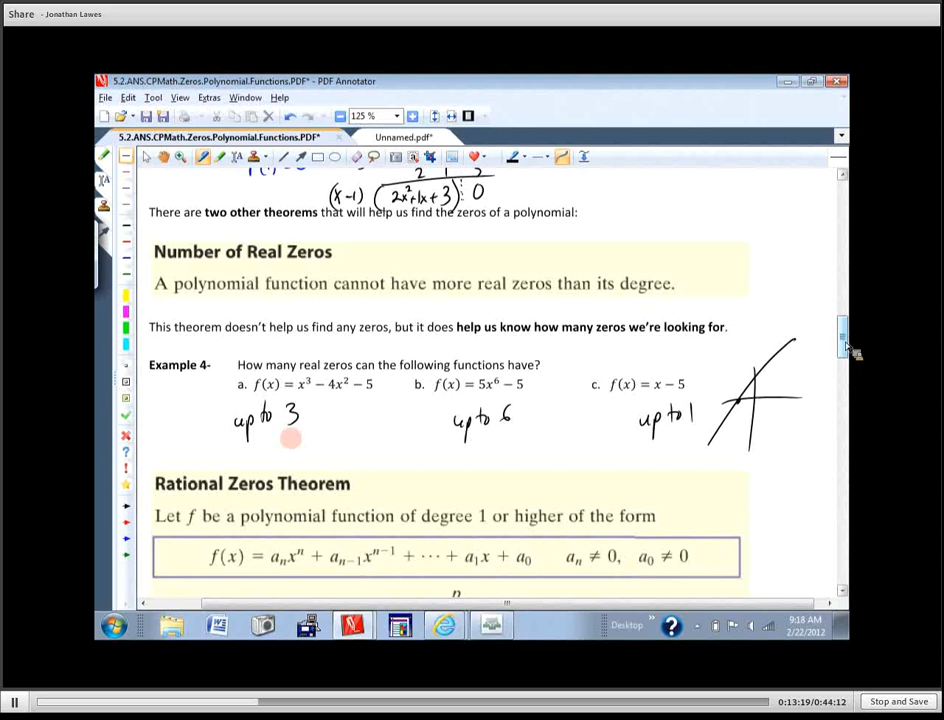 Share - Jonathan Lawes
5.2.ANS.CPMath.Zeros.Polynomial.Functions.PDF* - PDF Annotator
File Edit Tool View Extras Window Help
125 %
5.2.ANS.CPMath.Zeros.Polynomial.Functions.PDF* Unnamed.pdf*
2 1 3
(x-1) (2x²+1x+3) 0
There are two other theorems that will help us find the zeros of a polynomial:
Number of Real Zeros
A polynomial function cannot have more real zeros than its degree.
This theorem doesn't help us find any zeros, but it does help us know how many zeros we're looking for.
Example 4- How many real zeros can the following functions have?
a. f(x) = x³ − 4x² − 5 b. f(x) = 5x⁶ − 5 c. f(x) = x − 5
up to 3 up to 6 up to 1
Rational Zeros Theorem
Let f be a polynomial function of degree 1 or higher of the form
f(x) = aₙxⁿ + aₙ₋₁xⁿ⁻¹ + ⋯ + a₁x + a₀ aₙ ≠ 0, a₀ ≠ 0
Desktop
9:18 AM
2/22/2012
0:13:19/0:44:12 Stop and Save